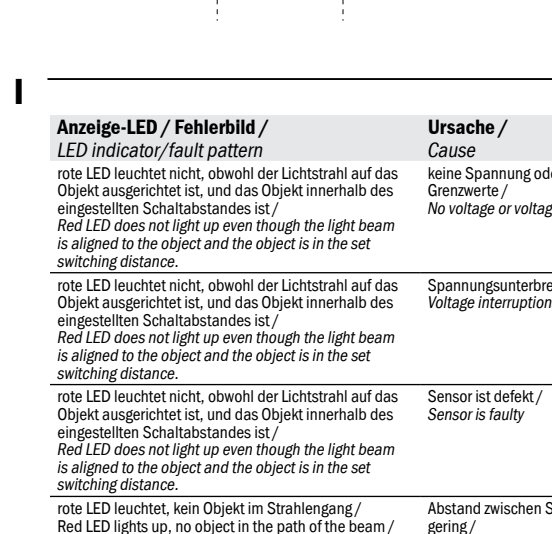 I
Anzeige-LED / Fehlerbild /
LED indicator/fault pattern
rote LED leuchtet nicht, obwohl der Lichtstrahl auf das
Objekt ausgerichtet ist, und das Objekt innerhalb des
eingestellten Schaltabstandes ist /
Red LED does not light up even though the light beam
is aligned to the object and the object is in the set
switching distance.
rote LED leuchtet nicht, obwohl der Lichtstrahl auf das
Objekt ausgerichtet ist, und das Objekt innerhalb des
eingestellten Schaltabstandes ist /
Red LED does not light up even though the light beam
is aligned to the object and the object is in the set
switching distance.
rote LED leuchtet nicht, obwohl der Lichtstrahl auf das
Objekt ausgerichtet ist, und das Objekt innerhalb des
eingestellten Schaltabstandes ist /
Red LED does not light up even though the light beam
is aligned to the object and the object is in the set
switching distance.
rote LED leuchtet, kein Objekt im Strahlengang /
Red LED lights up, no object in the path of the beam /
Ursache /
Cause
keine Spannung
Grenzwerte /
No voltage or
Sensor ist defekt /
Sensor is faulty
Voltage interruption
Abstand zwischen
gering /